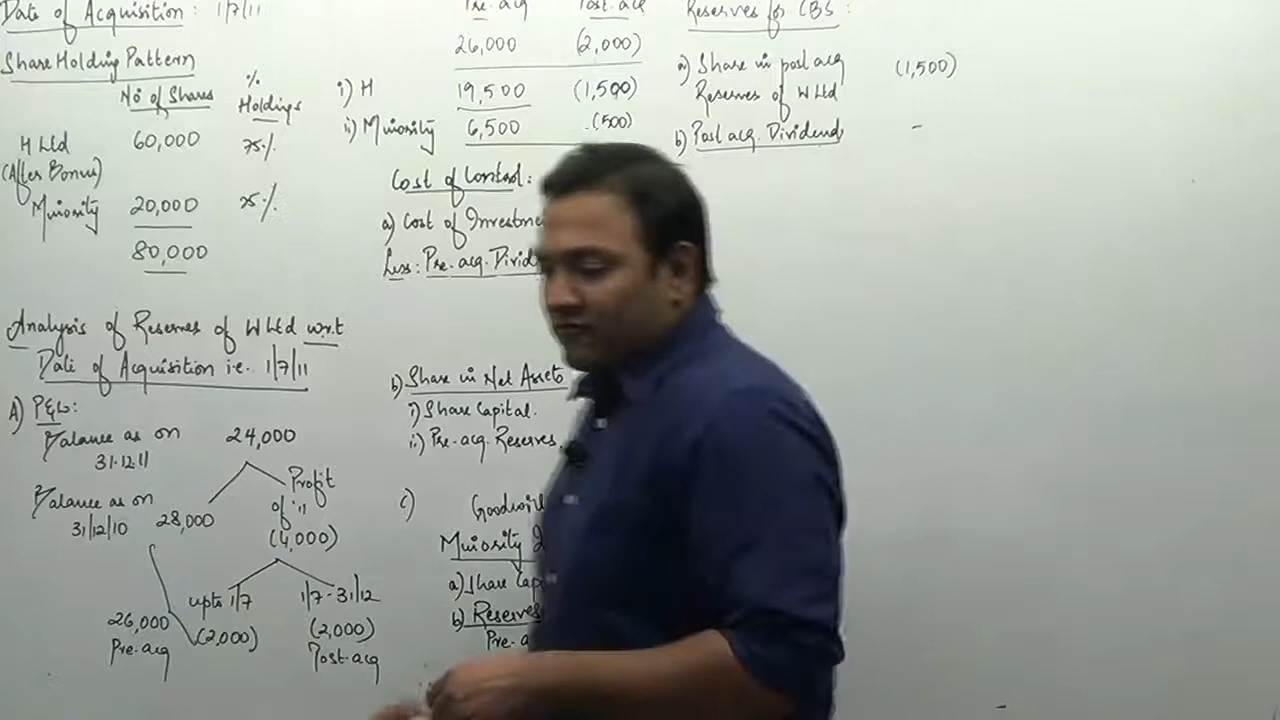 Date of Acquisition : 1/7/11
Share Holding Pattern
No of Shares
% Holdings
H Ltd 60,000 75%
(After Bonus)
Minority 20,000 25%
80,000
Analysis of Reserves of W Ltd w.r.t
Date of Acquisition i.e. 1/7/11
A) P&L:
Balance as on 24,000
31.12.11
Balance as on 28,000
31/12/10
Profit
of '11
(4,000)
upto 1/7
1/7-31/12
26,000 (2,000) (2,000)
Pre-acq Post-acq
Pre-acq Post-acq
26,000 (2,000)
i) H 19,500 (1,500)
ii) Minority 6,500 (500)
Cost of Control:
a) Cost of Investme
Less: Pre-acq. Divid
b) Share in Net Assets
i) Share Capital.
ii) Pre-acq. Reserves.
c) Goodwill
Minority I
a) Share Cap
b) Reserves
Pre-a
Reserves for CBS:
a) Share in post acq (1,500)
Reserves of W Ltd
b) Post acq. Dividend -